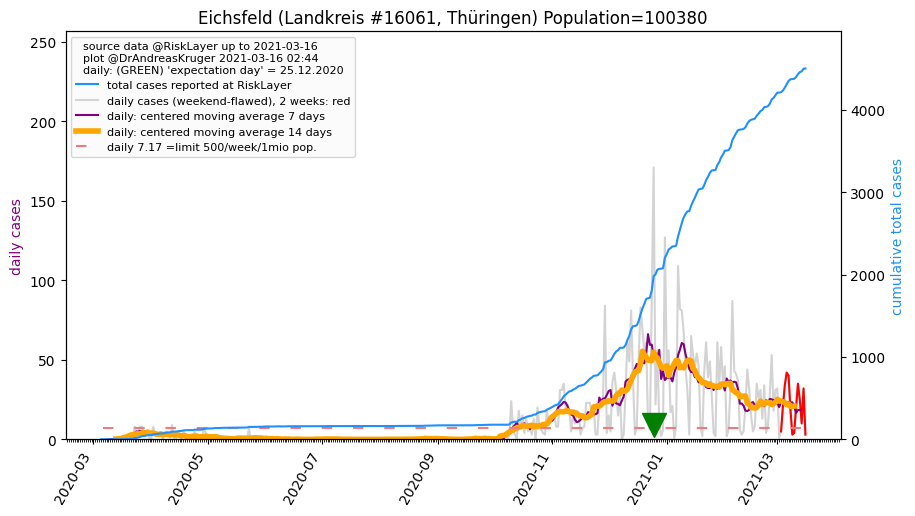 Eichsfeld (Landkreis #16061, Thüringen) Population=100380
source data @RiskLayer up to 2021-03-16
plot @DrAndreasKruger 2021-03-16 02:44
daily: (GREEN) 'expectation day' = 25.12.2020
total cases reported at RiskLayer
daily cases (weekend-flawed), 2 weeks: red
daily: centered moving average 7 days
daily: centered moving average 14 days
daily 7.17 =limit 500/week/1mio pop.
daily cases
250
200
150
100
50
0
cumulative total cases
4000
3000
2000
1000
0
2020-03
2020-05
2020-07
2020-09
2020-11
2021-01
2021-03